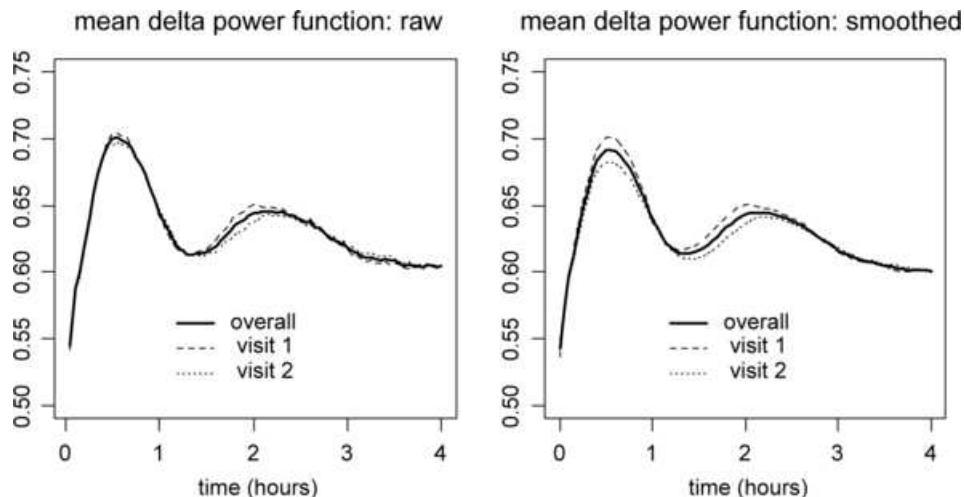 mean delta power function: raw
0.75
0.70
0.65
0.60
0.55
0.50
overall
visit 1
visit 2
0 1 2 3 4
time (hours)
mean delta power function: smoothed
0.75
0.70
0.65
0.60
0.55
0.50
overall
visit 1
visit 2
0 1 2 3 4
time (hours)